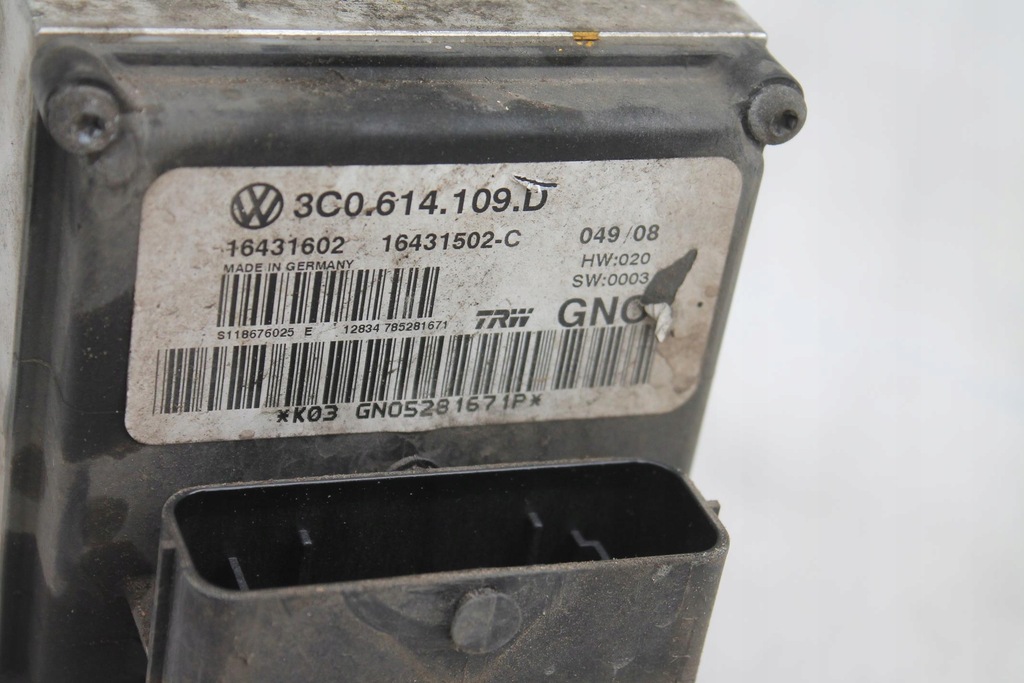 3C0.614.109.D
16431602 16431502-C 049/08
MADE IN GERMANY HW:020
SW:0003
S118676025 E 12834 785281671 TRW
*K03 GN05281671P*